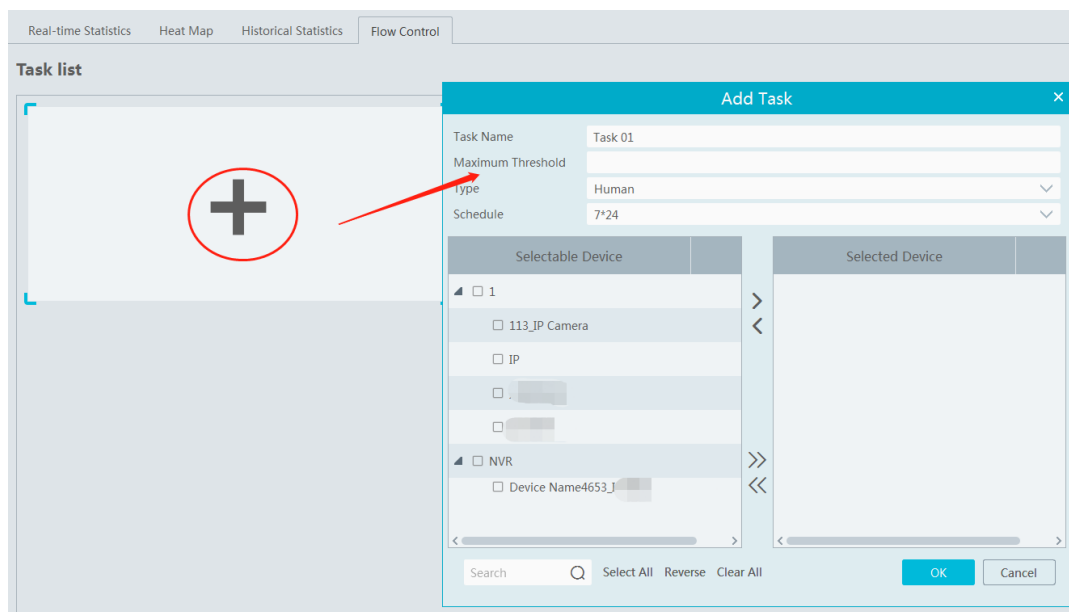 Real-time Statistics Heat Map Historical Statistics Flow Control
Task list
Add Task
Task Name Task 01
Maximum Threshold
Type Human
Schedule 7*24
Selectable Device Selected Device
1
113_IP Camera
IP
NVR
Device Name4653_
Search Select All Reverse Clear All OK Cancel